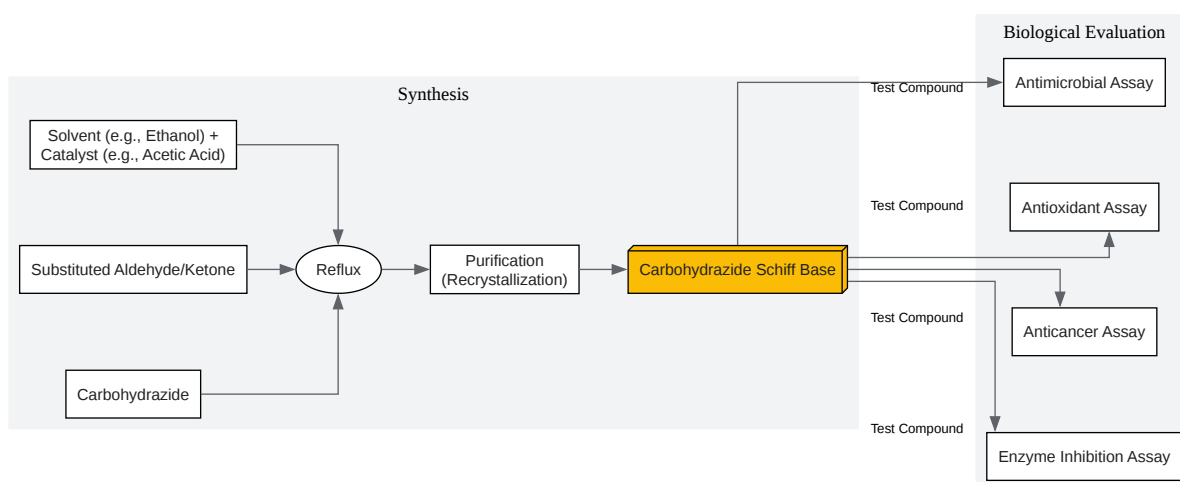 Synthesis
Solvent (e.g., Ethanol) +
Catalyst (e.g., Acetic Acid)
Substituted Aldehyde/Ketone
Carbohydrazide
Reflux
Purification
(Recrystallization)
Carbohydrazide Schiff Base
Test Compound
Test Compound
Test Compound
Test Compound
Biological Evaluation
Antimicrobial Assay
Antioxidant Assay
Anticancer Assay
Enzyme Inhibition Assay